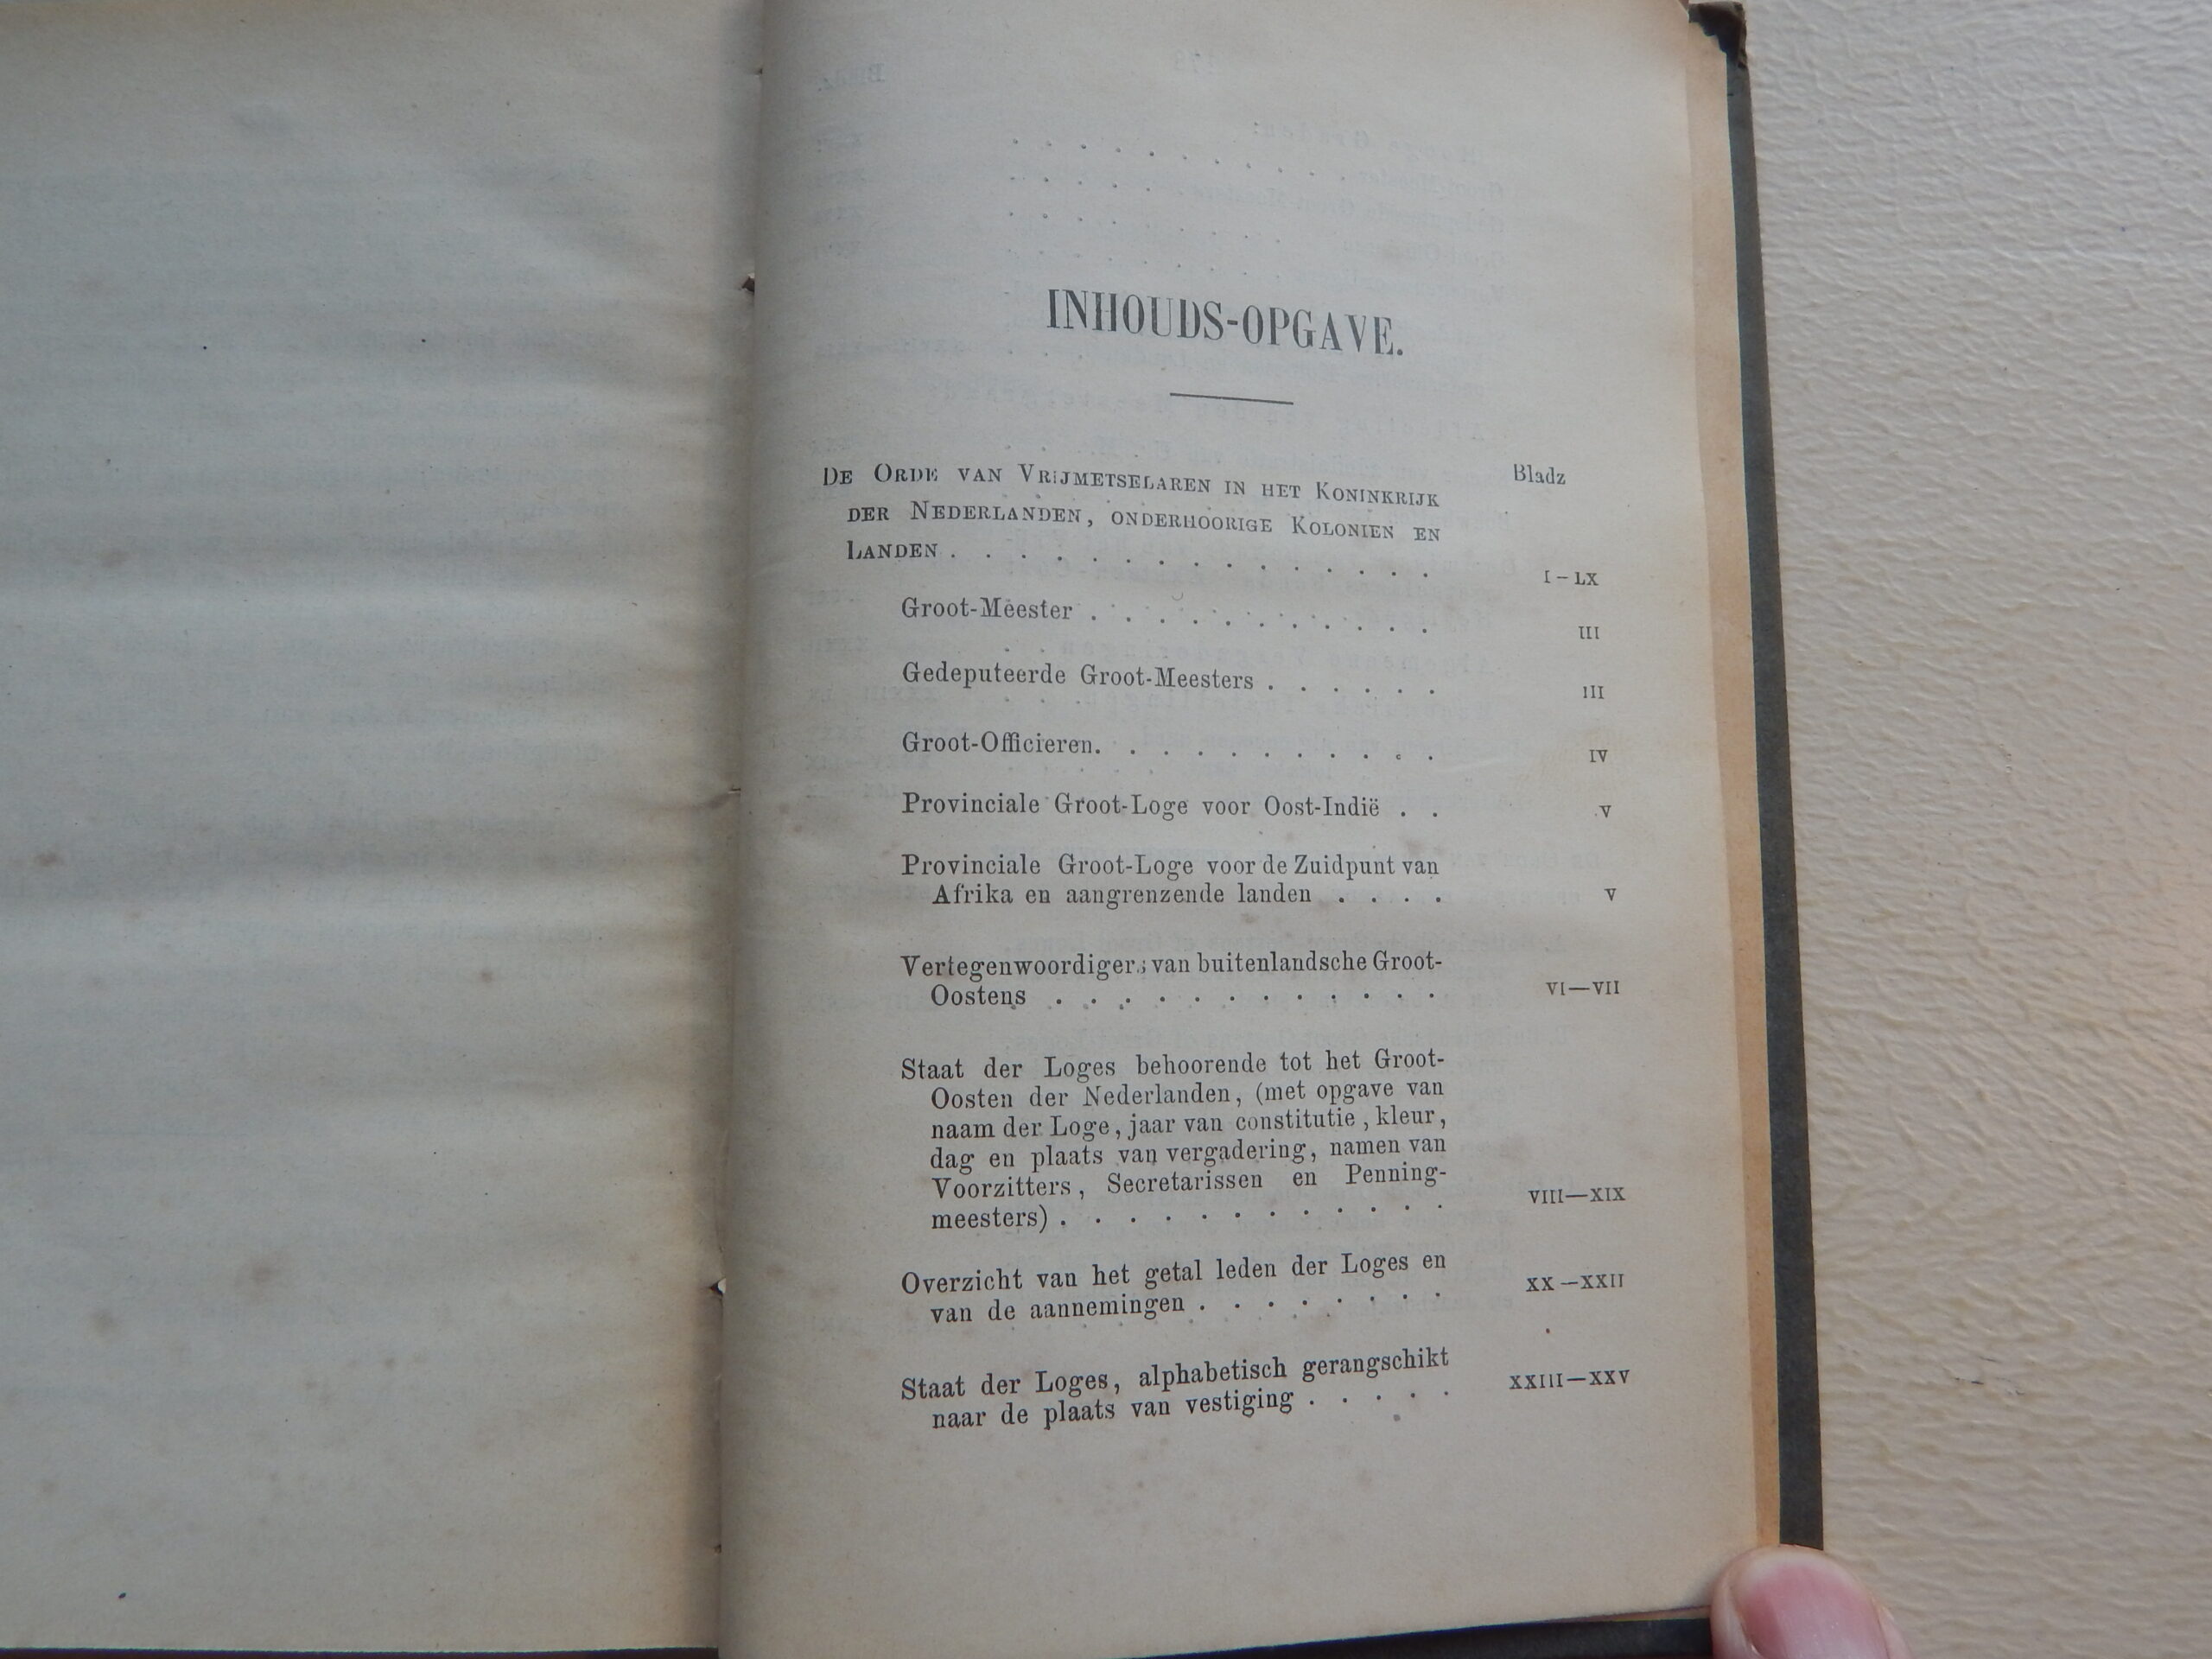 INHOUDS-OPGAVE.
Bladz
DE ORDE VAN VRIJMETSELAREN IN HET KONINKRIJK
DER NEDERLANDEN, ONDERHOORIGE KOLONIEN EN
LANDEN . . . . . . . . . . . . . . . I – LX
Groot-Meester . . . . . . . . . . . III
Gedeputeerde Groot-Meesters . . . . . . III
Groot-Officieren. . . . . . . . . . . IV
Provinciale Groot-Loge voor Oost-Indië . . V
Provinciale Groot-Loge voor de Zuidpunt van
Afrika en aangrenzende landen . . . . V
Vertegenwoordigers van buitenlandsche Groot-
Oostens . . . . . . . . . . . . VI—VII
Staat der Loges behoorende tot het Groot-
Oosten der Nederlanden, (met opgave van
naam der Loge, jaar van constitutie, kleur,
dag en plaats van vergadering, namen van
Voorzitters, Secretarissen en Penning-
meesters) . . . . . . . . . . . . VIII—XIX
Overzicht van het getal leden der Loges en
van de aannemingen . . . . . . . . XX—XXII
Staat der Loges, alphabetisch gerangschikt
naar de plaats van vestiging . . . . . XXIII—XXV